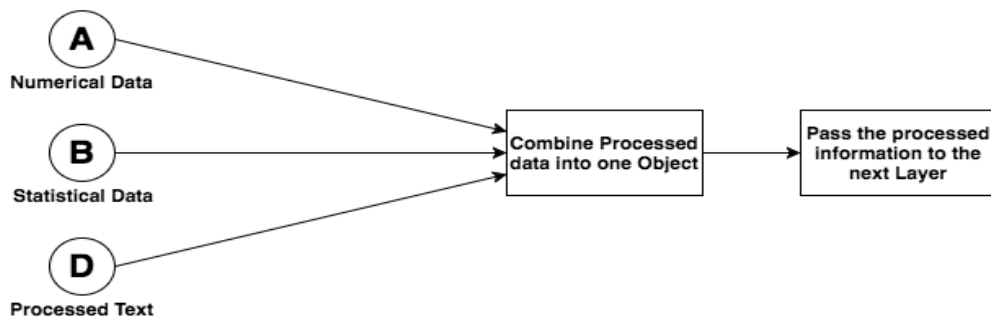 A
Numerical Data
B
Statistical Data
D
Processed Text
Combine Processed
data into one Object
Pass the processed
information to the
next Layer